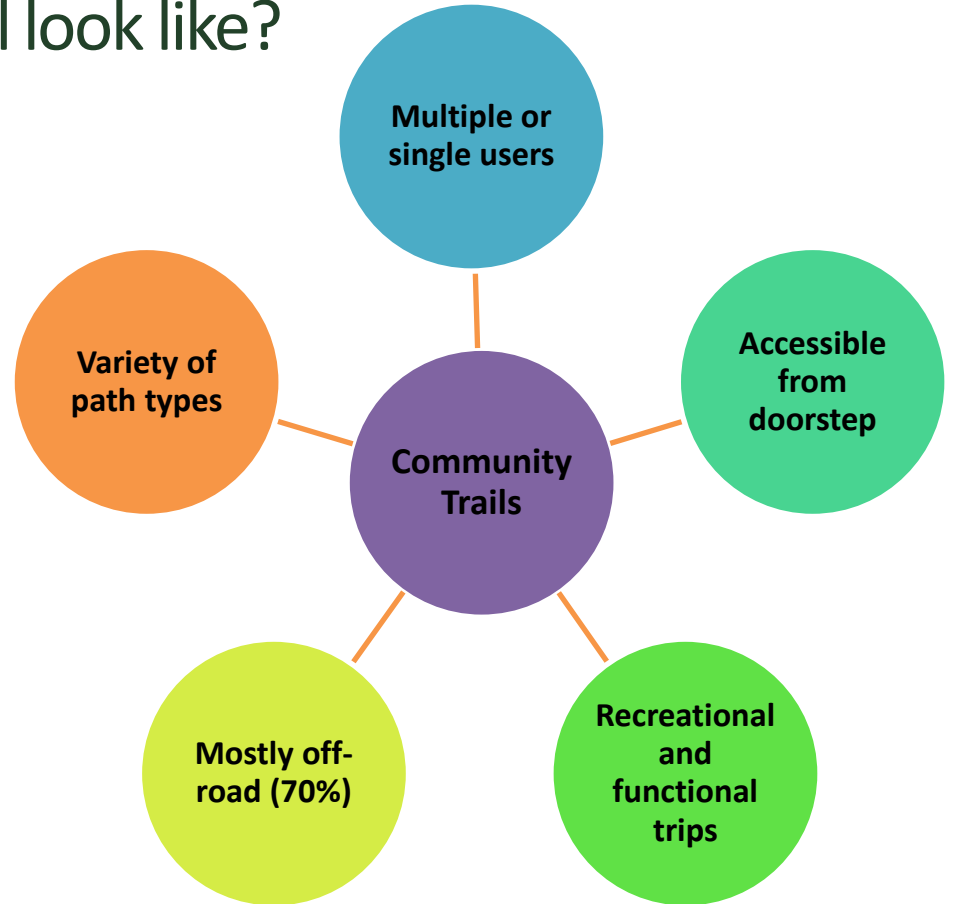 look like?
Multiple or
single users
Accessible
from
doorstep
Variety of
path types
Community
Trails
Recreational
and
functional
trips
Mostly off-
road (70%)